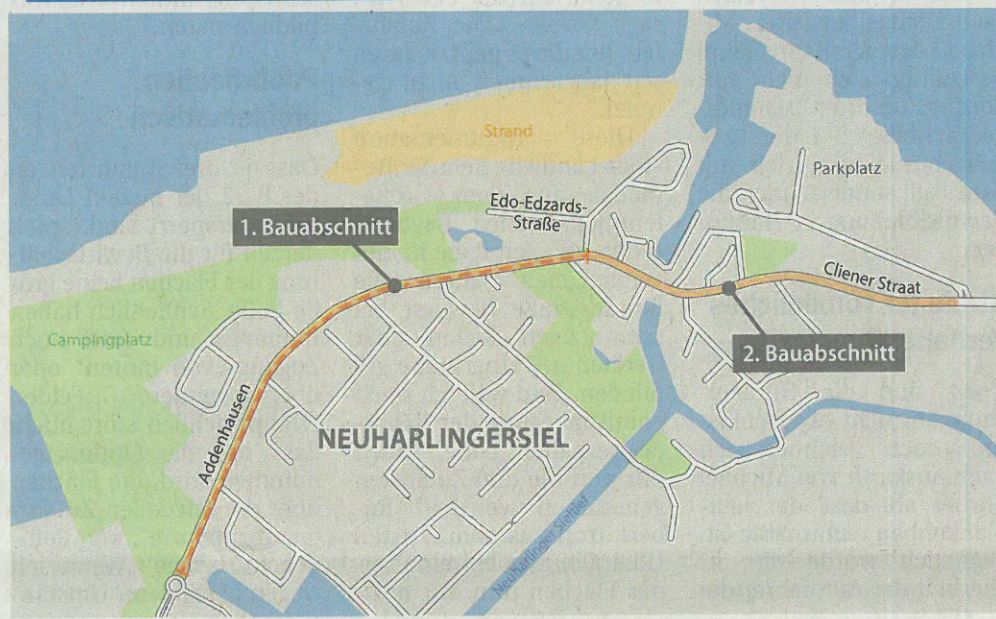 Strand
Parkplatz
Edo-Edzards-
Straße
1. Bauabschnitt
Cliener Straat
Campingplatz
2. Bauabschnitt
Addenhausen
NEUHARLINGERSIEL
Neuharlinger Sieltief